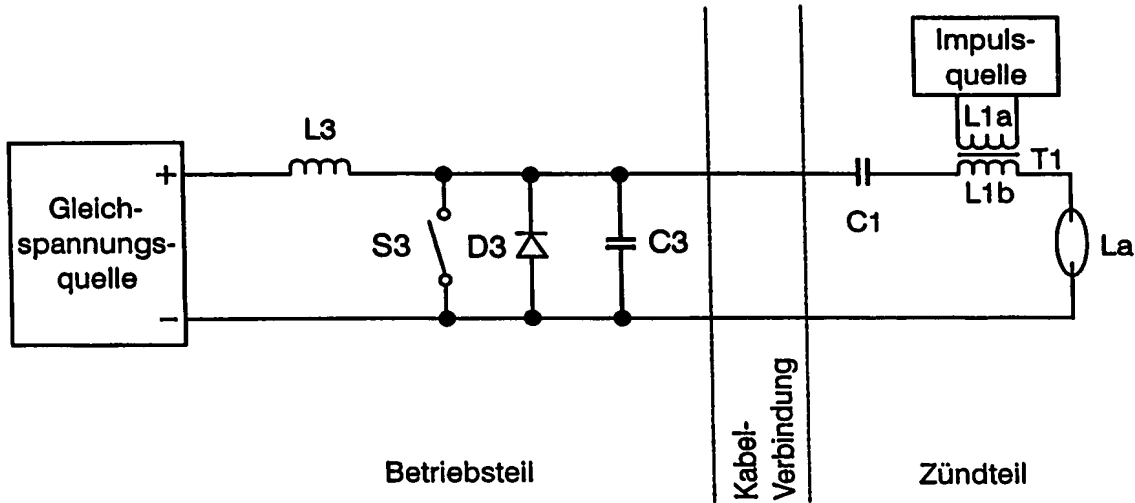 Impuls-
quelle
L1a
T1
L1b
L3
+
Gleich-
spannungs-
quelle
–
S3
D3
C3
C1
La
Betriebsteil
Kabel-
Verbindung
Zündteil